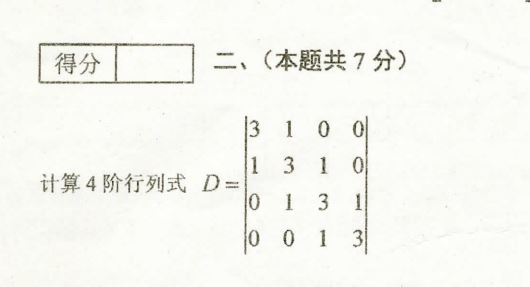 得分 二、（本题共 7 分）
计算 4 阶行列式 D=
3 1 0 0
1 3 1 0
0 1 3 1
0 0 1 3